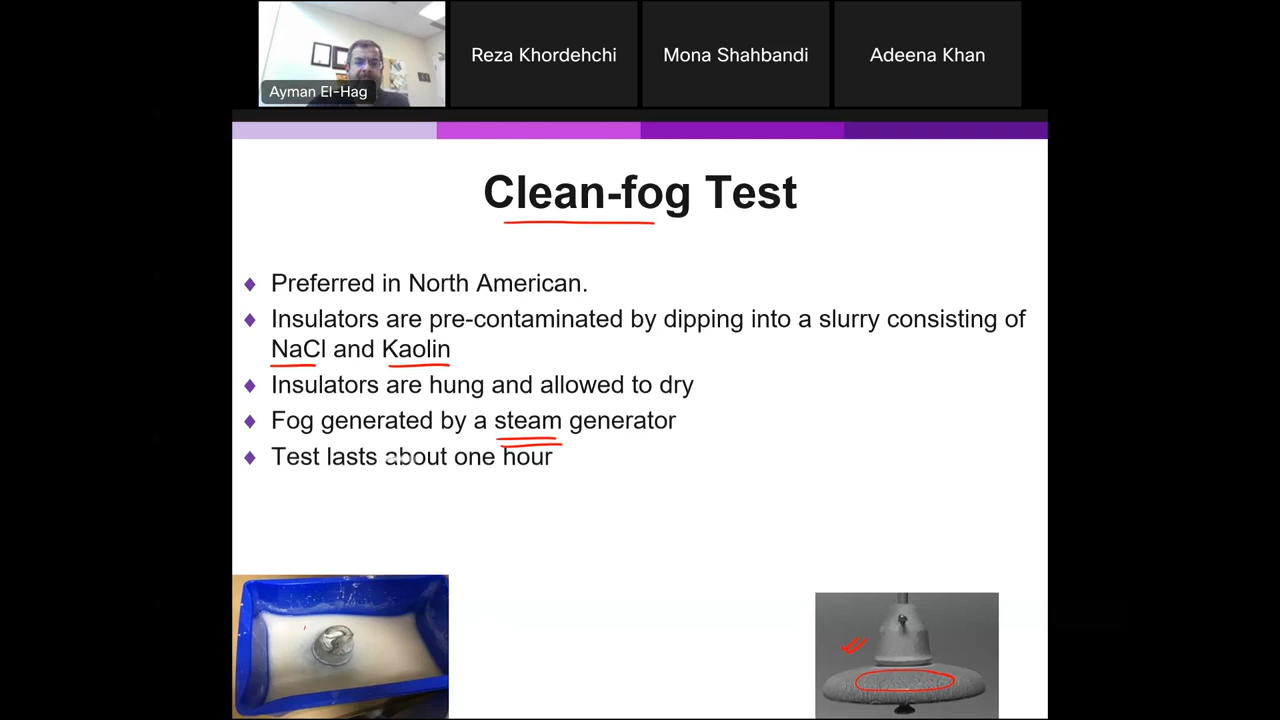 Reza Khordehchi
Mona Shahbandi
Adeena Khan
Ayman El-Hag
Clean-fog Test
Preferred in North American.
Insulators are pre-contaminated by dipping into a slurry consisting of
NaCl and Kaolin
Insulators are hung and allowed to dry
Fog generated by a steam generator
Test lasts about one hour